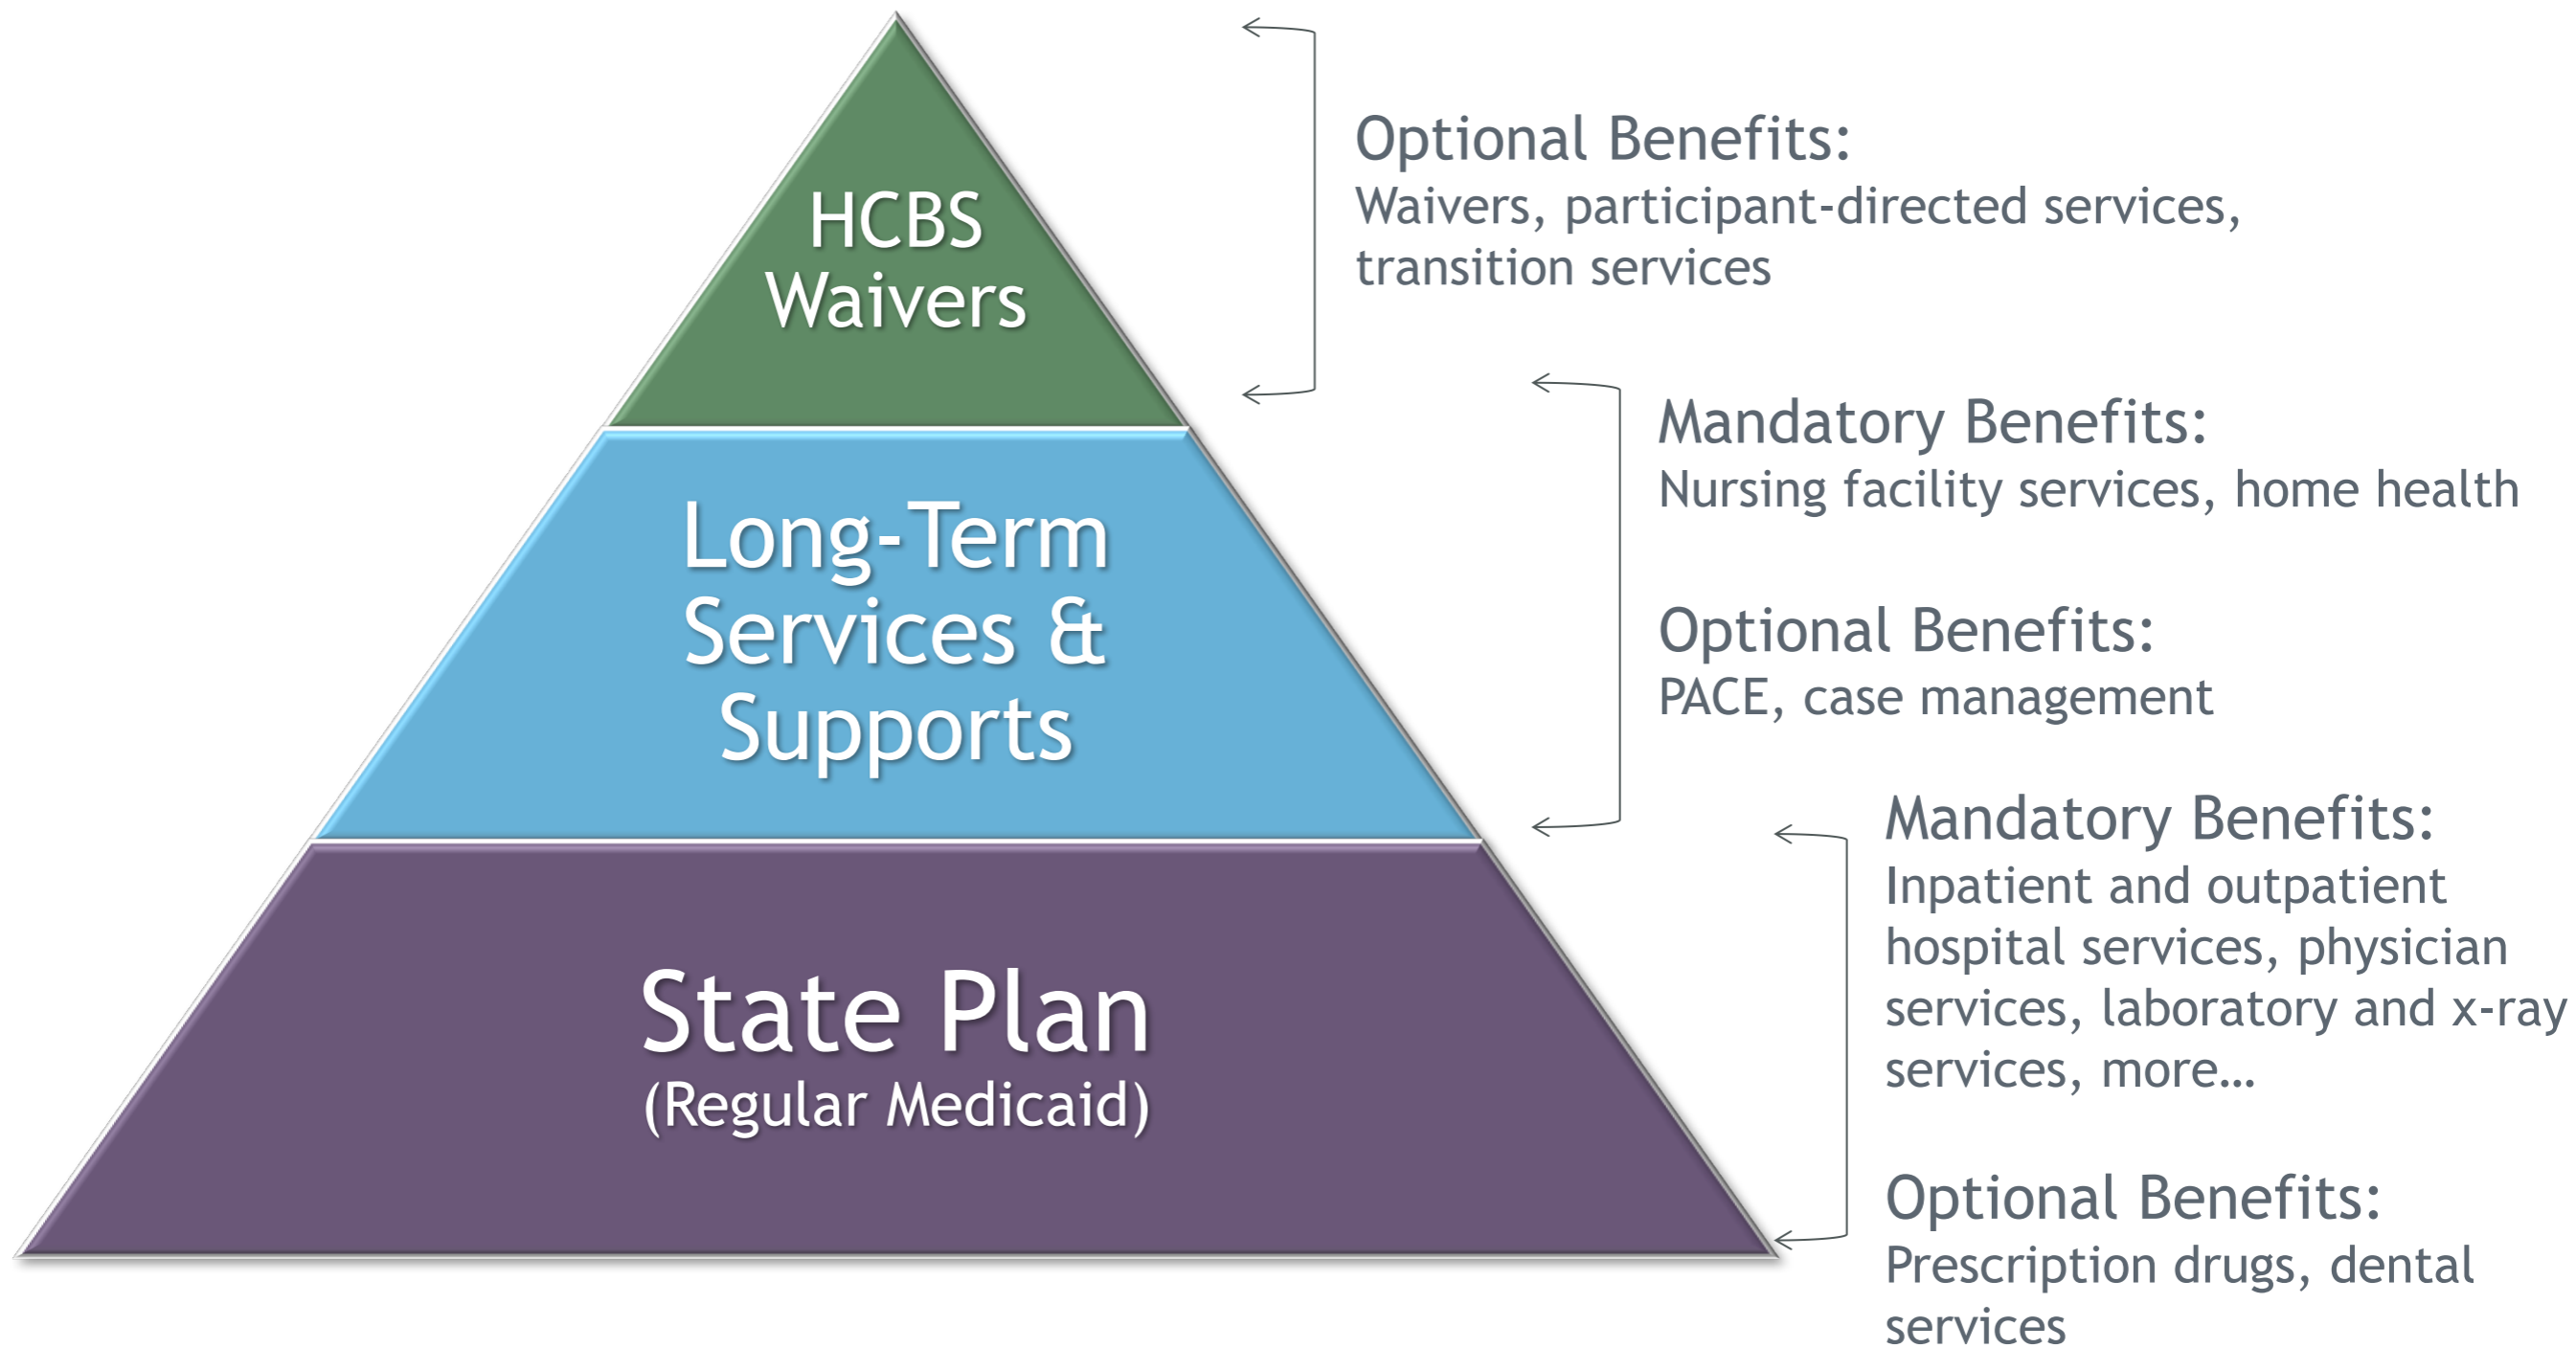 HCBS
Waivers
Optional Benefits:
Waivers, participant-directed services,
transition services
Long-Term
Services &
Supports
Mandatory Benefits:
Nursing facility services, home health
Optional Benefits:
PACE, case management
State Plan
(Regular Medicaid)
Mandatory Benefits:
Inpatient and outpatient
hospital services, physician
services, laboratory and x-ray
services, more…
Optional Benefits:
Prescription drugs, dental
services